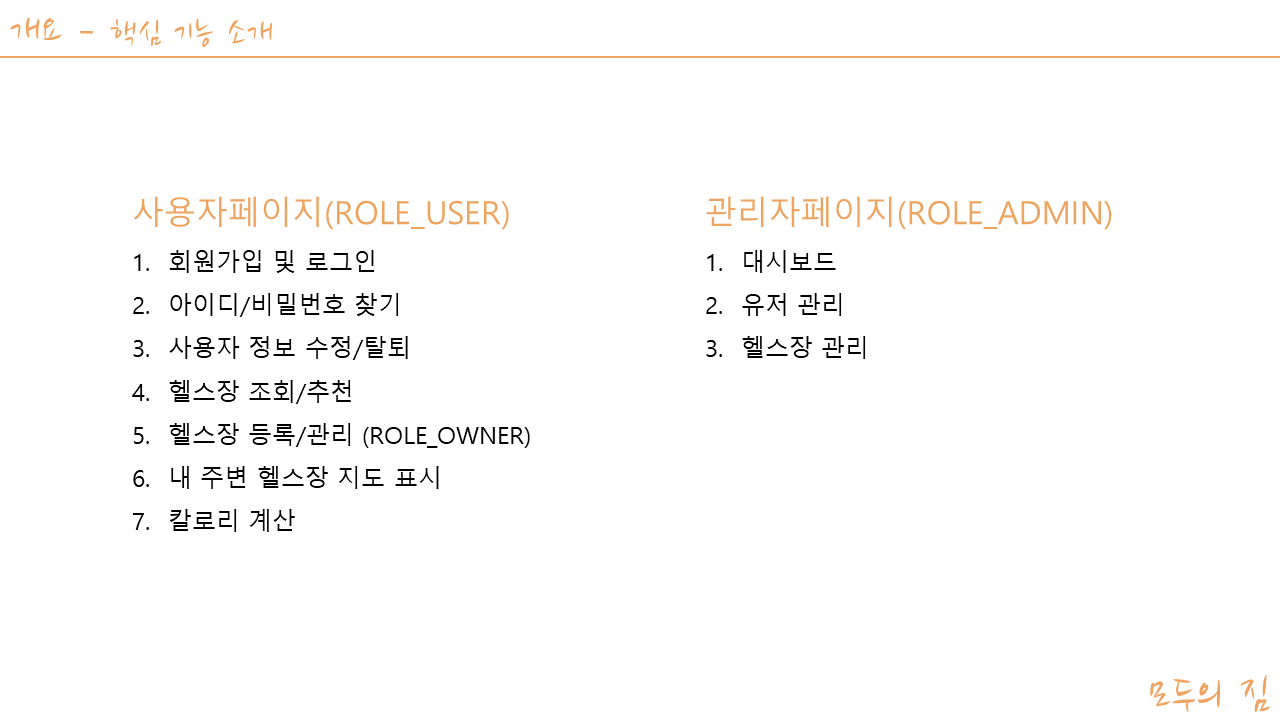 개요 - 핵심 기능 소개
사용자페이지(ROLE_USER)
1. 회원가입 및 로그인
2. 아이디/비밀번호 찾기
3. 사용자 정보 수정/탈퇴
4. 헬스장 조회/추천
5. 헬스장 등록/관리 (ROLE_OWNER)
6. 내 주변 헬스장 지도 표시
7. 칼로리 계산
관리자페이지(ROLE_ADMIN)
1. 대시보드
2. 유저 관리
3. 헬스장 관리
모두의 짐